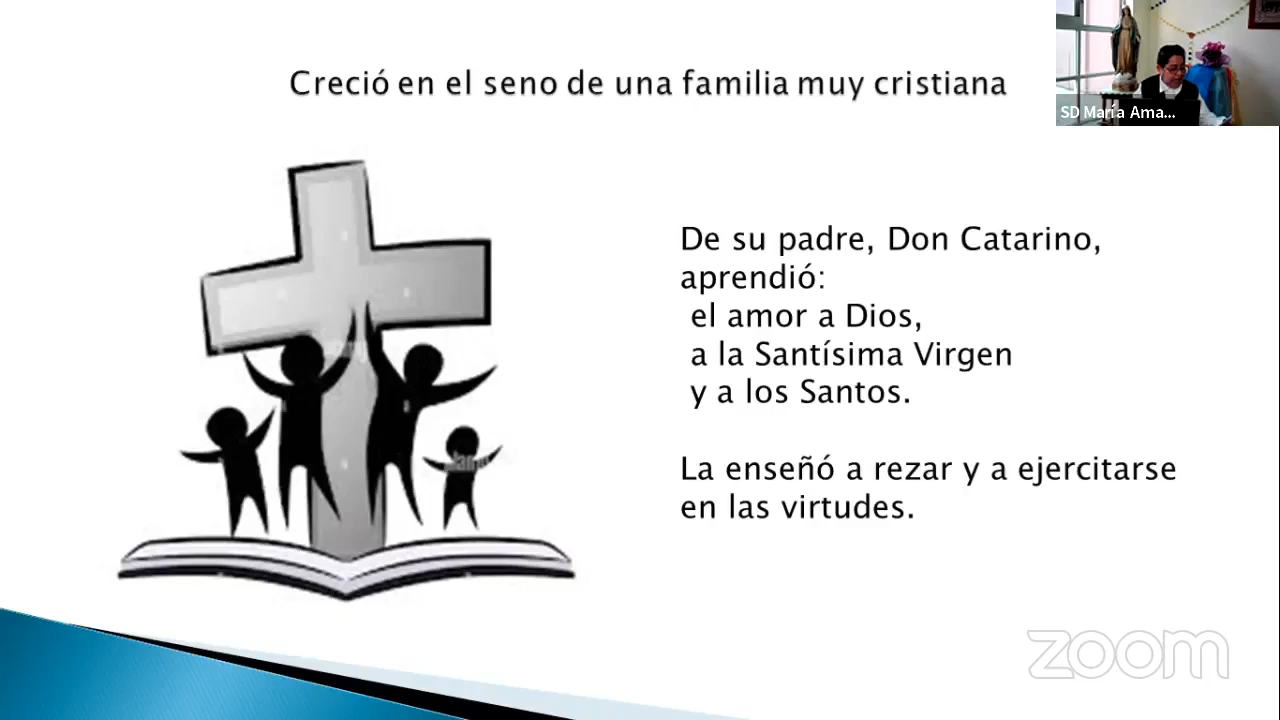 Creció en el seno de una familia muy cristiana
SD María Ama...
De su padre, Don Catarino,
aprendió:
el amor a Dios,
a la Santísima Virgen
y a los Santos.
La enseñó a rezar y a ejercitarse
en las virtudes.
zoom